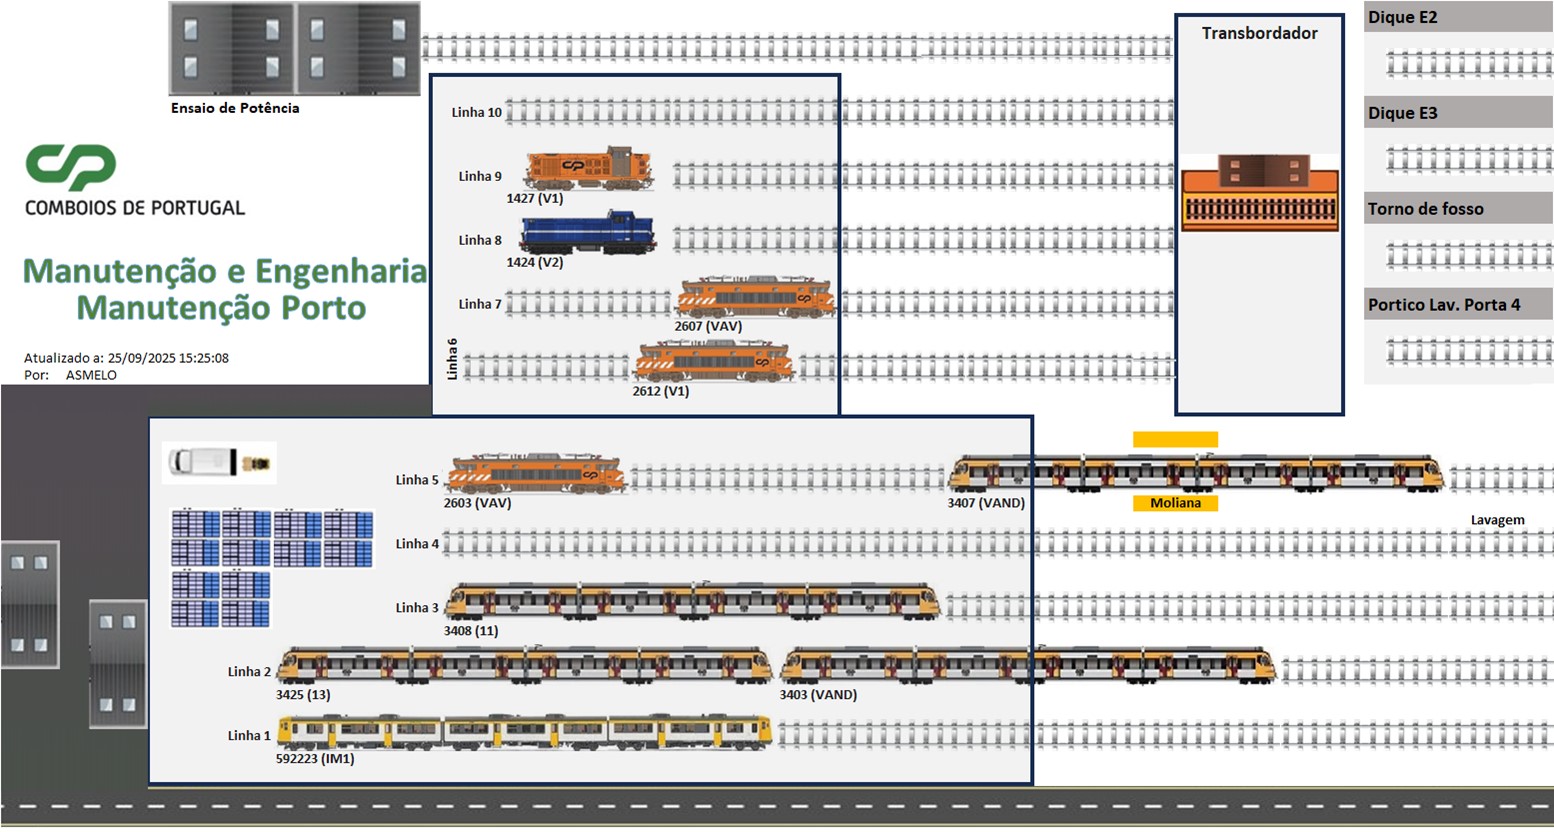 Transbordador
Dique E2
Ensaio de Potência
Linha 10
Dique E3
CP
COMBOIOS DE PORTUGAL
Linha 9
1427 (V1)
Torno de fosso
Linha 8
1424 (V2)
Manutenção e Engenharia
Manutenção Porto
Linha 7
2607 (VAV)
Portico Lav. Porta 4
Atualizado a: 25/09/2025 15:25:08
Por: ASMELO
Linha 6
2612 (V1)
Linha 5
2603 (VAV)
3407 (VAND)
Moliana
Lavagem
Linha 4
Linha 3
3408 (11)
Linha 2
3425 (13)
3403 (VAND)
Linha 1
592223 (IM1)